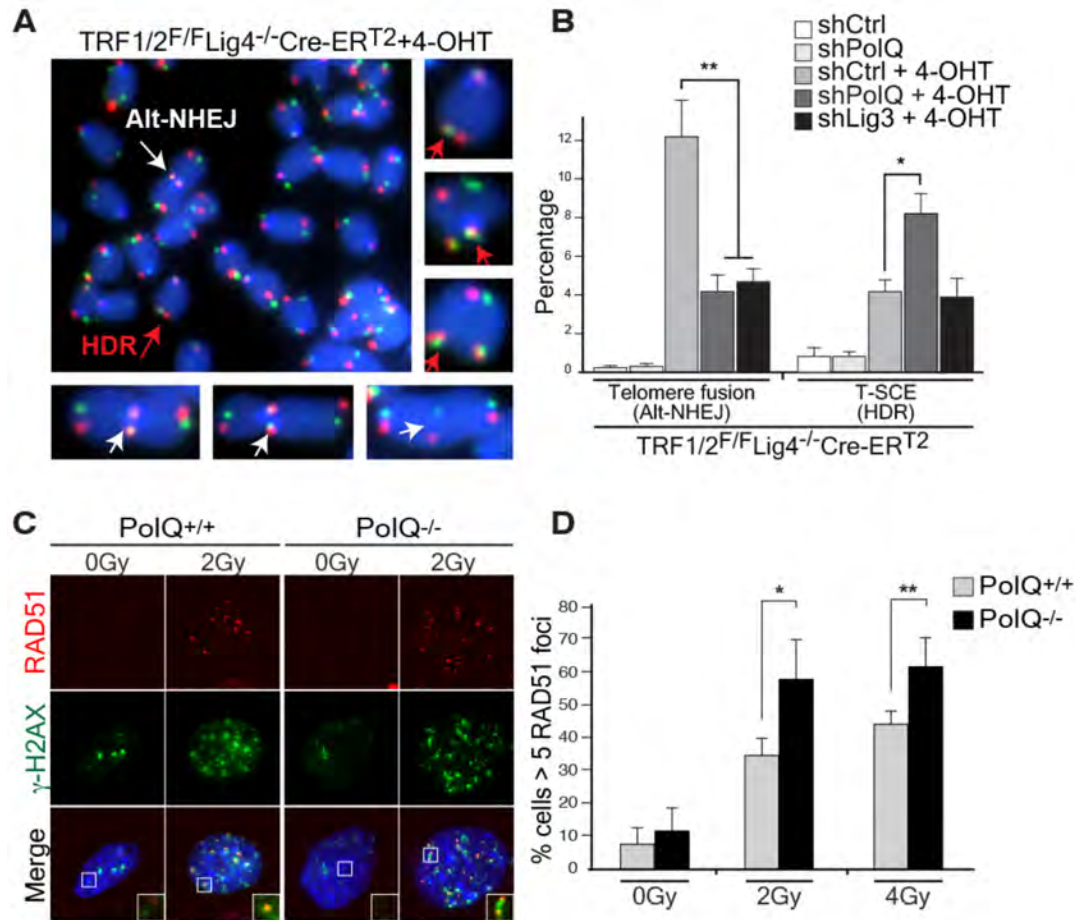 A
TRF1/2F/FLig4-/-Cre-ERT2+4-OHT
Alt-NHEJ
HDR
B
shCtrl
shPolQ
shCtrl + 4-OHT
shPolQ + 4-OHT
shLig3 + 4-OHT
**
*
Percentage
12
10
8
6
4
2
0
Telomere fusion
(Alt-NHEJ)
T-SCE
(HDR)
TRF1/2F/FLig4-/-Cre-ERT2
C
PolQ+/+
PolQ-/-
0Gy
2Gy
0Gy
2Gy
RAD51
γ-H2AX
Merge
D
PolQ+/+
PolQ-/-
*
**
% cells > 5 RAD51 foci
80
70
60
50
40
30
20
10
0
0Gy
2Gy
4Gy